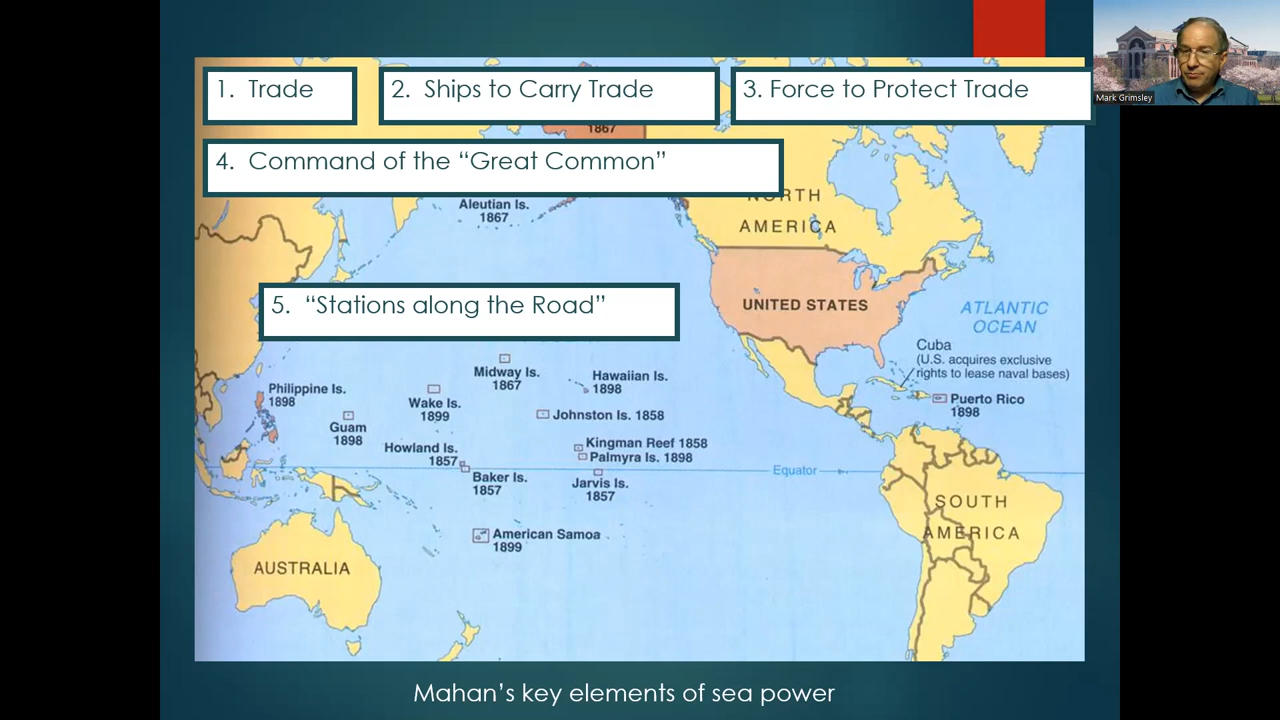 1. Trade
2. Ships to Carry Trade
3. Force to Protect Trade
Mark Grimsley
1867
4. Command of the “Great Common”
NORTH
AMERICA
Aleutian Is.
1867
5. “Stations along the Road”
UNITED STATES
ATLANTIC
OCEAN
Cuba
(U.S. acquires exclusive
rights to lease naval bases)
Puerto Rico
1898
Midway Is.
1867
Hawaiian Is.
1898
Philippine Is.
1898
Wake Is.
1899
Johnston Is. 1858
Guam
1898
Kingman Reef 1858
Palmyra Is. 1898
Howland Is.
1857
Equator
Baker Is.
1857
Jarvis Is.
1857
SOUTH
AMERICA
American Samoa
1899
AUSTRALIA
Mahan’s key elements of sea power